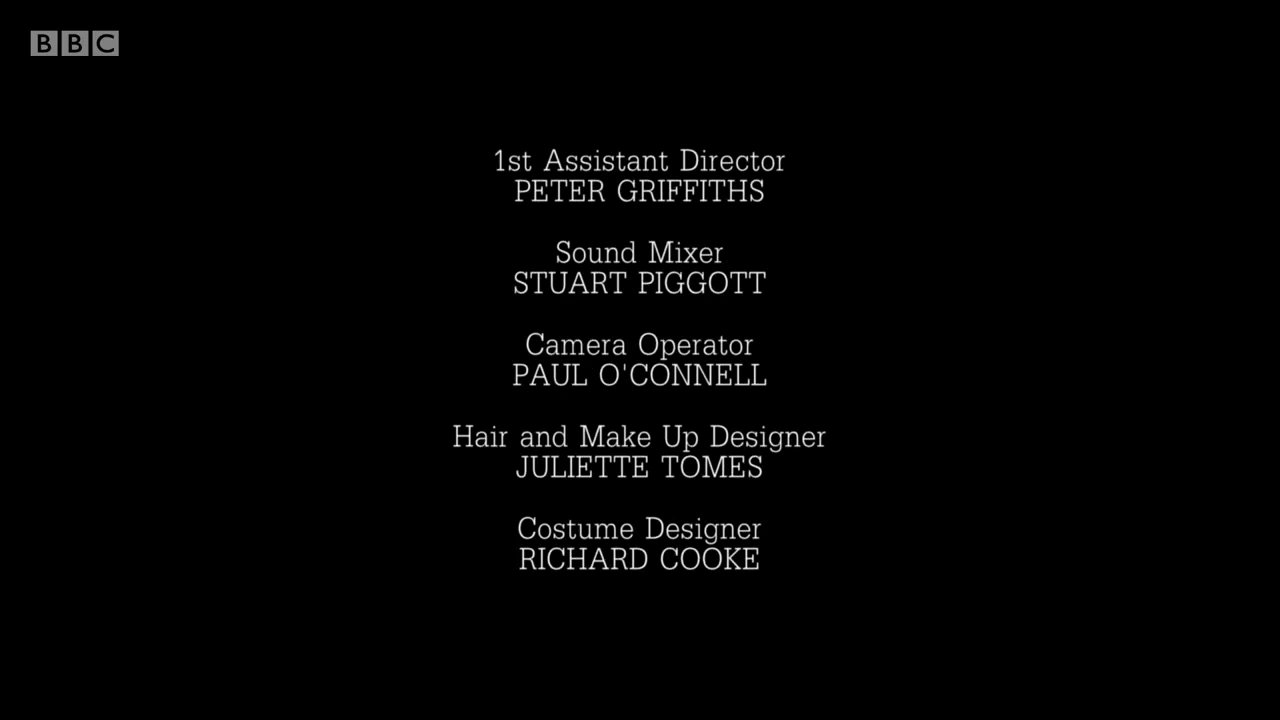 BBC
1st Assistant Director
PETER GRIFFITHS
Sound Mixer
STUART PIGGOTT
Camera Operator
PAUL O'CONNELL
Hair and Make Up Designer
JULIETTE TOMES
Costume Designer
RICHARD COOKE